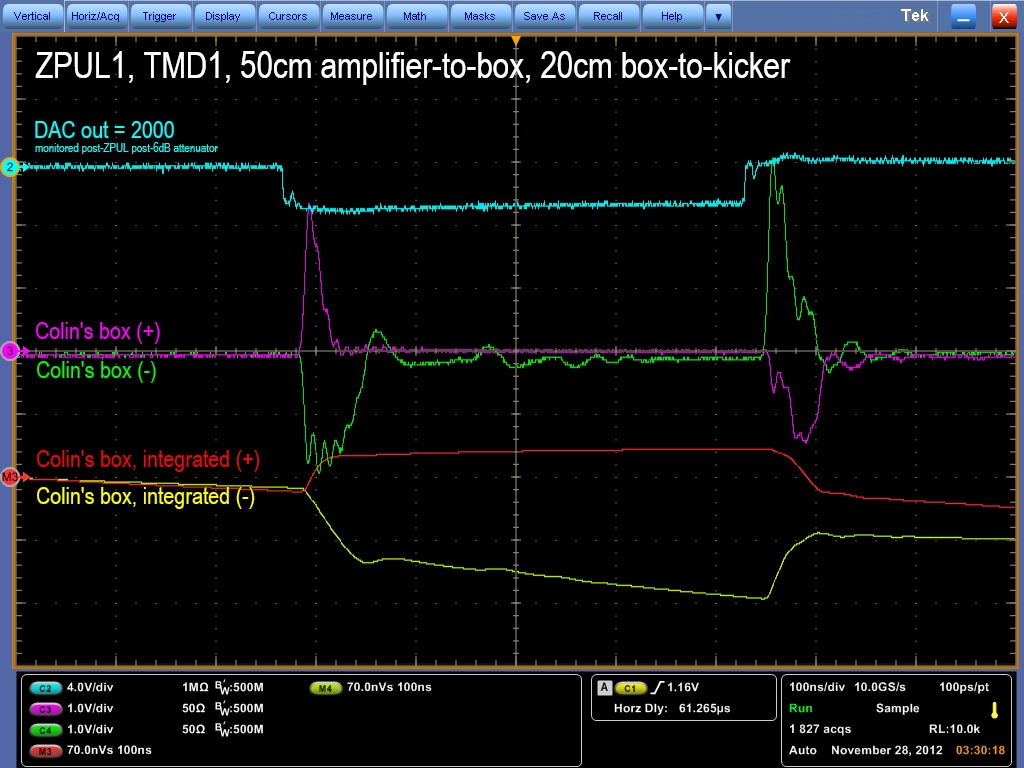 Vertical Horiz/Acq Trigger Display Cursors Measure Math Masks Save As Recall Help Tek X
ZPUL1, TMD1, 50cm amplifier-to-box, 20cm box-to-kicker
DAC out = 2000
monitored post-ZPUL post-6dB attenuator
2
Colin's box (+)
3
Colin's box (-)
Colin's box, integrated (+)
M3
Colin's box, integrated (-)
C2 4.0V/div 1MΩ BW:500M M4 70.0nVs 100ns
C3 1.0V/div 50Ω BW:500M
C4 1.0V/div 50Ω BW:500M
M3 70.0nVs 100ns
A C1 1.16V
Horz Dly: 61.265μs
100ns/div 10.0GS/s 100ps/pt
Run Sample
1 827 acqs RL:10.0k
Auto November 28, 2012 03:30:18